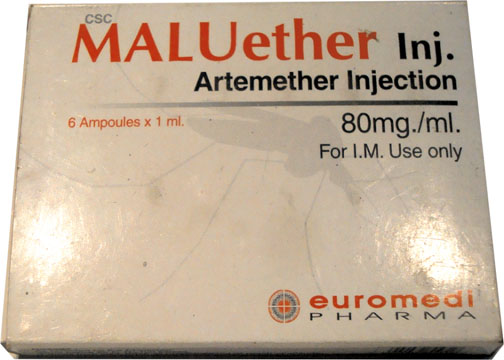 CSC
MALUether Inj.
Artemether Injection
6 Ampoules x 1 ml.
80mg./ml.
For I.M. Use only
euromedi
PHARMA